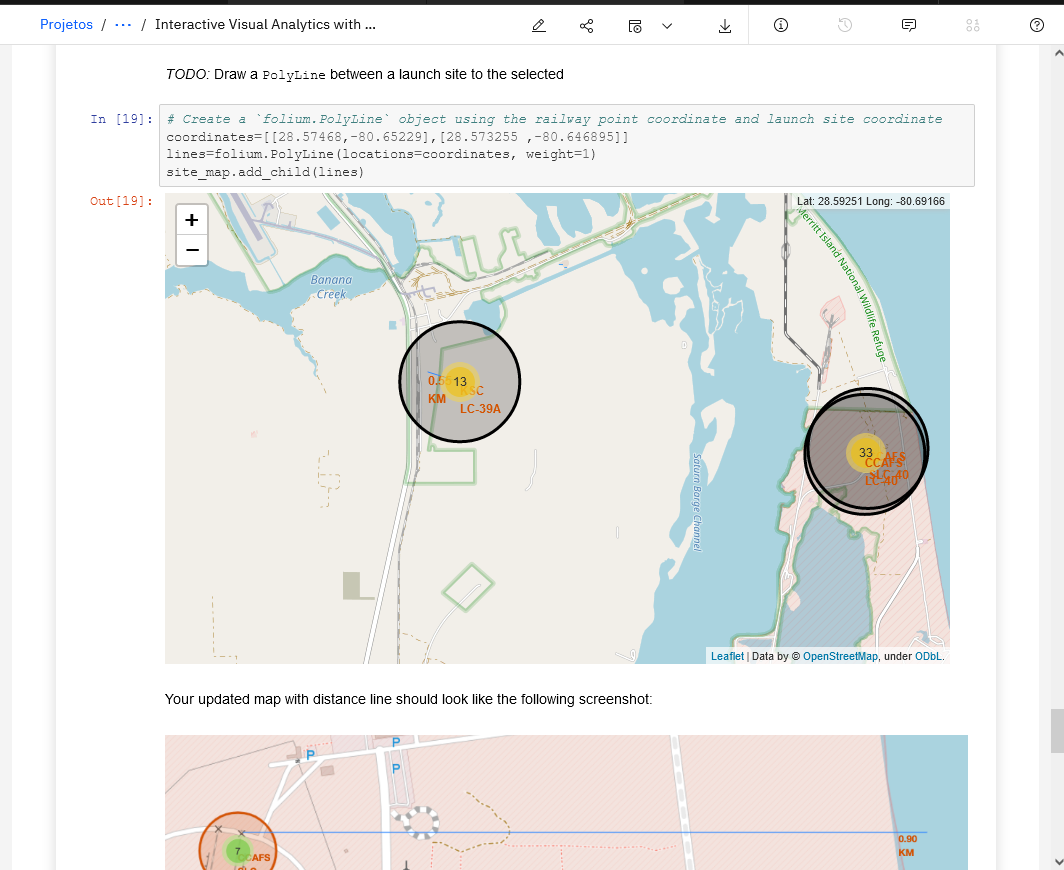 Projetos / ... / Interactive Visual Analytics with ...
TODO: Draw a PolyLine between a launch site to the selected
In [19]:
# Create a `folium.PolyLine` object using the railway point coordinate and launch site coordinate
coordinates=[[28.57468,-80.65229],[28.573255 ,-80.646895]]
lines=folium.PolyLine(locations=coordinates, weight=1)
site_map.add_child(lines)
Out[19]:
+
−
Lat: 28.59251 Long: -80.69166
Merritt Island National Wildlife Refuge
Banana
Creek
13
KSC
KM
LC-39A
33
CCAFS
SLC-40
LC-40
Saturn Barge Channel
Leaflet | Data by © OpenStreetMap, under ODbL.
Your updated map with distance line should look like the following screenshot:
P
P
P
0.90
KM
7
CCAFS